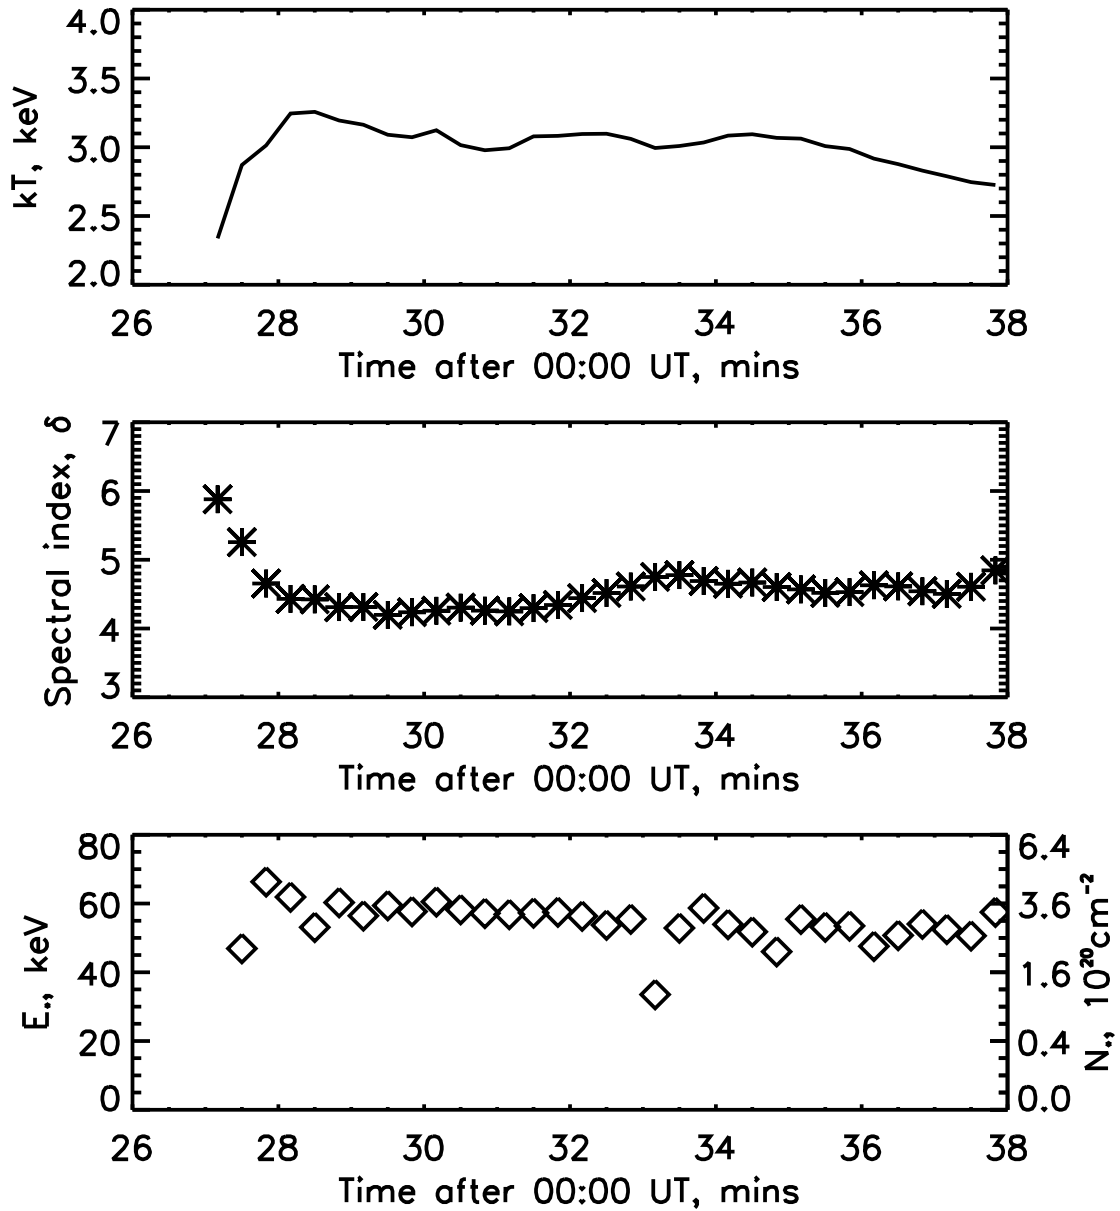 kT, keV
4.0
3.5
3.0
2.5
2.0
26 28 30 32 34 36 38
Time after 00:00 UT, mins
Spectral index, δ
7
6
5
4
3
26 28 30 32 34 36 38
Time after 00:00 UT, mins
E*, keV
80
60
40
20
0
6.4
3.6
1.6
0.4
0.0
N*, 10²⁰cm⁻²
26 28 30 32 34 36 38
Time after 00:00 UT, mins